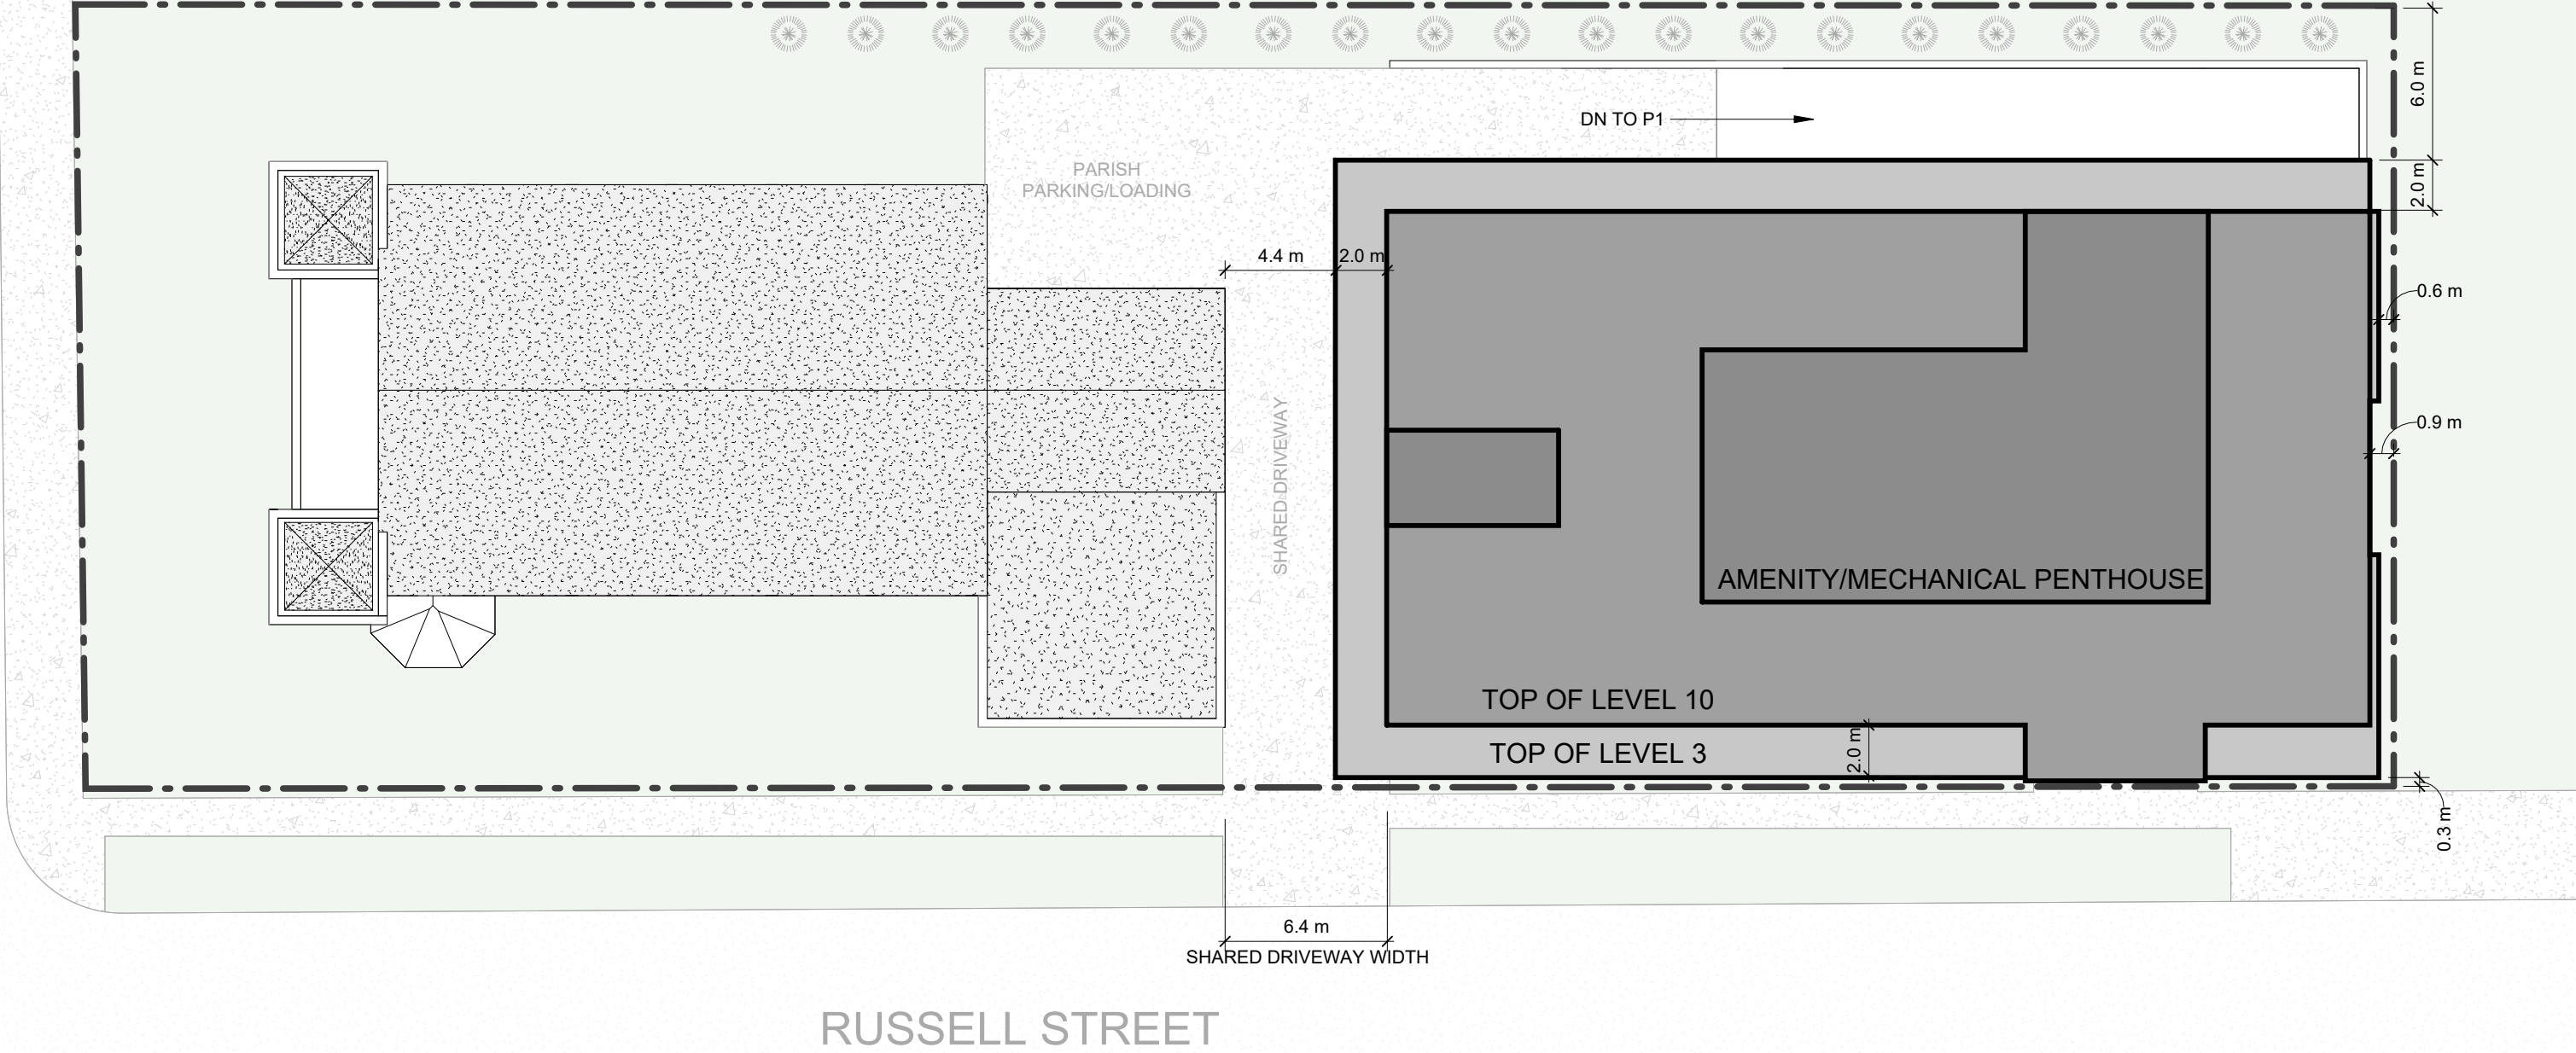 6.0 m
DN TO P1
PARISH
PARKING/LOADING
2.0 m
4.4 m
2.0 m
0.6 m
0.9 m
SHARED DRIVEWAY
AMENITY/MECHANICAL PENTHOUSE
TOP OF LEVEL 10
TOP OF LEVEL 3
2.0 m
0.3 m
6.4 m
SHARED DRIVEWAY WIDTH
RUSSELL STREET